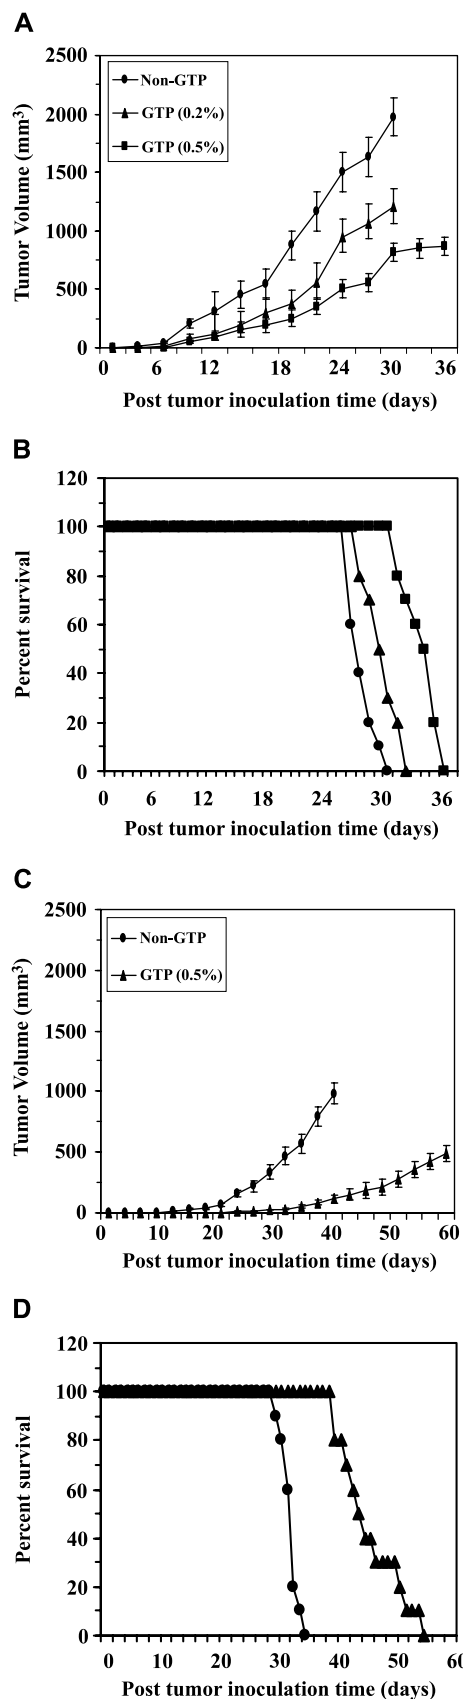 A
2500
Non-GTP
2000
GTP (0.2%)
GTP (0.5%)
1500
1000
500
0
Tumor Volume (mm3)
0 6 12 18 24 30 36
Post tumor inoculation time (days)
B
120
100
80
60
40
20
0
Percent survival
0 6 12 18 24 30 36
Post tumor inoculation time (days)
C
2500
Non-GTP
2000
GTP (0.5%)
1500
1000
500
0
Tumor Volume (mm3)
0 10 20 30 40 50 60
Post tumor inoculation time (days)
D
120
100
80
60
40
20
0
Percent survival
0 10 20 30 40 50 60
Post tumor inoculation time (days)